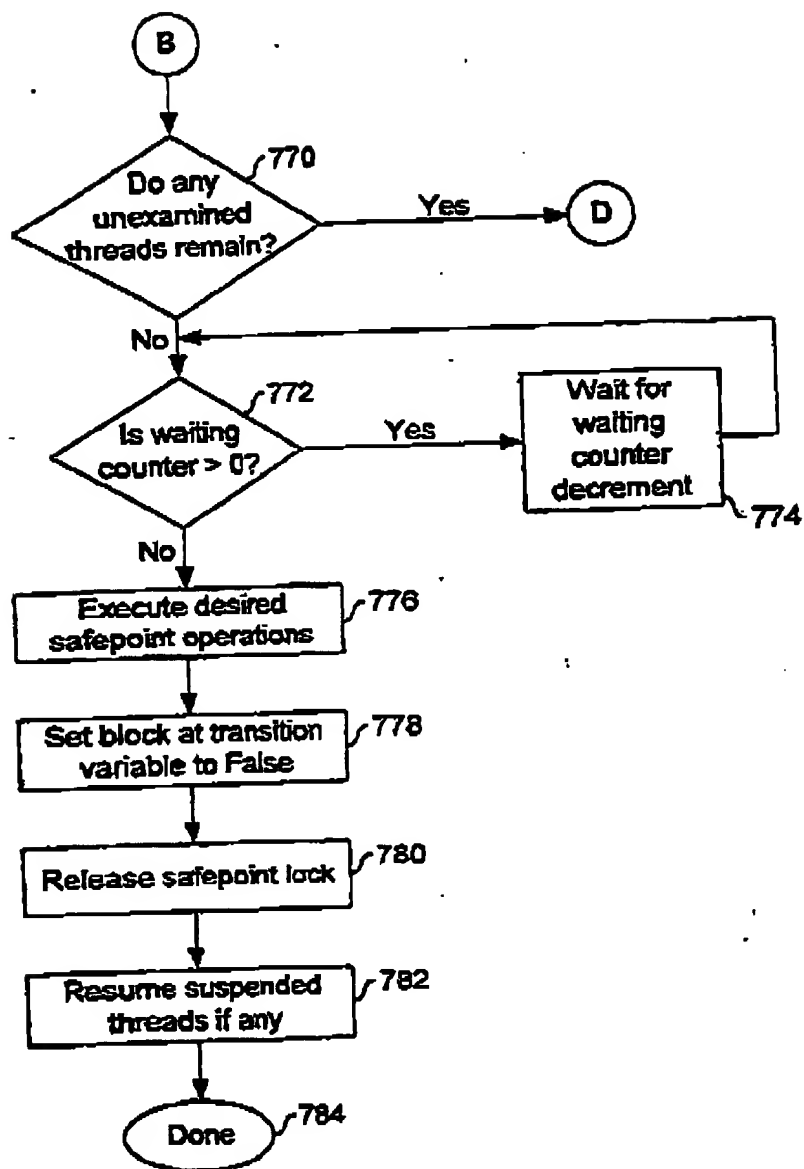 B
770
Do any
unexamined
threads remain?
Yes
D
No
772
Is waiting
counter > 0?
Yes
Wait for
waiting
counter
decrement
774
No
Execute desired
safepoint operations
776
Set block at transition
variable to False
778
Release safepoint lock
780
Resume suspended
threads if any
782
Done
784